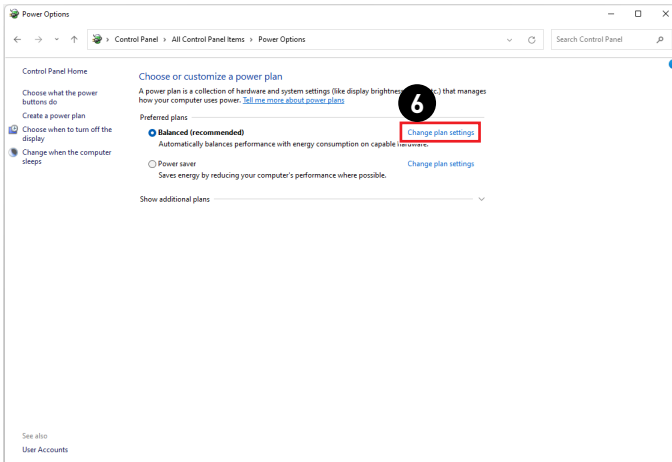 Power Options
Control Panel > All Control Panel Items > Power Options
Search Control Panel
Control Panel Home
Choose what the power
buttons do
Create a power plan
Choose when to turn off the
display
Change when the computer
sleeps
Choose or customize a power plan
A power plan is a collection of hardware and system settings (like display brightness, etc.) that manages
how your computer uses power. Tell me more about power plans
6
Preferred plans
Balanced (recommended)
Change plan settings
Automatically balances performance with energy consumption on capable hardware.
Power saver
Change plan settings
Saves energy by reducing your computer's performance where possible.
Show additional plans
See also
User Accounts